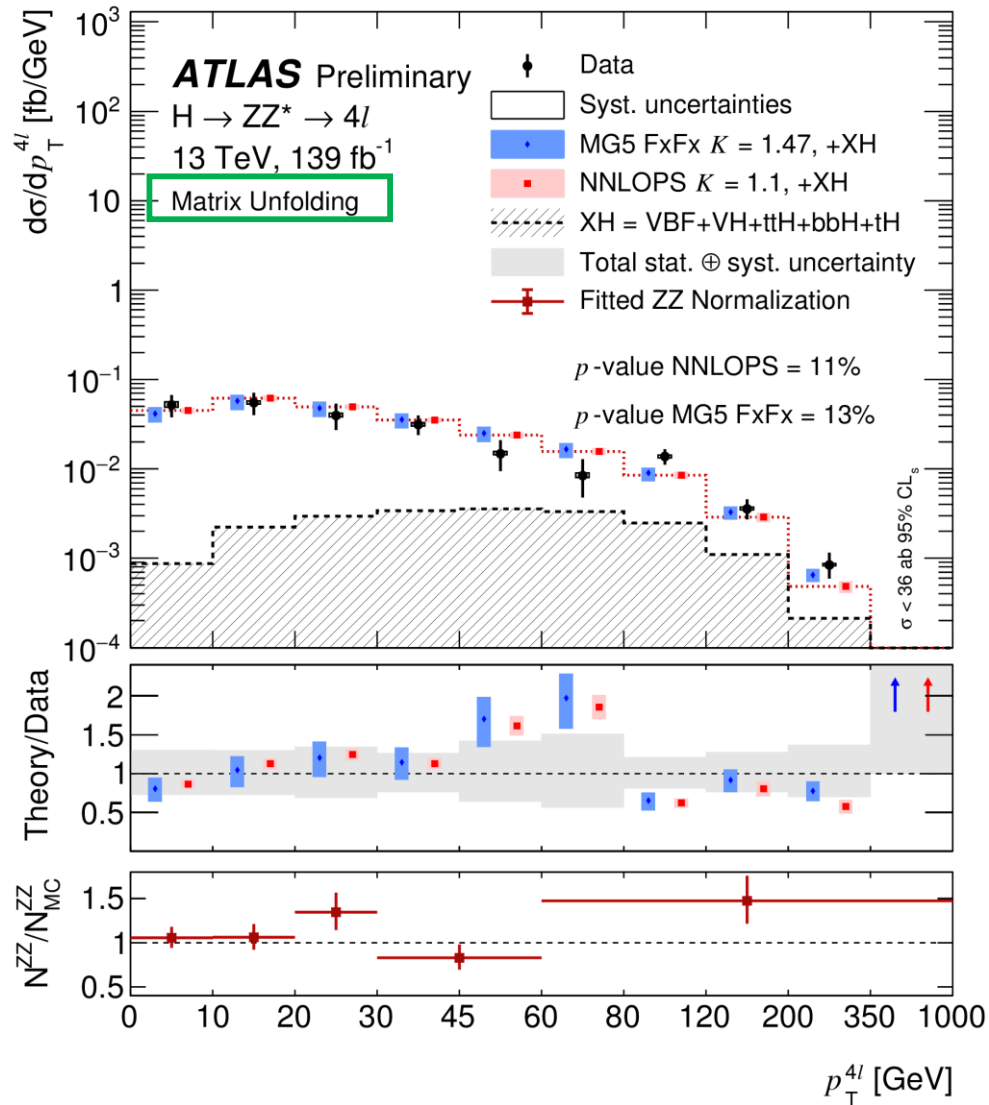 dσ/dp_T^{4l} [fb/GeV]
10³
10²
10
1
10⁻¹
10⁻²
10⁻³
10⁻⁴
ATLAS Preliminary
H → ZZ* → 4l
13 TeV, 139 fb⁻¹
Matrix Unfolding
Data
Syst. uncertainties
MG5 FxFx K = 1.47, +XH
NNLOPS K = 1.1, +XH
XH = VBF+VH+ttH+bbH+tH
Total stat. ⊕ syst. uncertainty
Fitted ZZ Normalization
p-value NNLOPS = 11%
p-value MG5 FxFx = 13%
σ < 36 ab 95% CL_s
Theory/Data
2
1.5
1
0.5
N^{ZZ}/N_{MC}^{ZZ}
1.5
1
0.5
0 10 20 30 45 60 80 120 200 350 1000
p_T^{4l} [GeV]